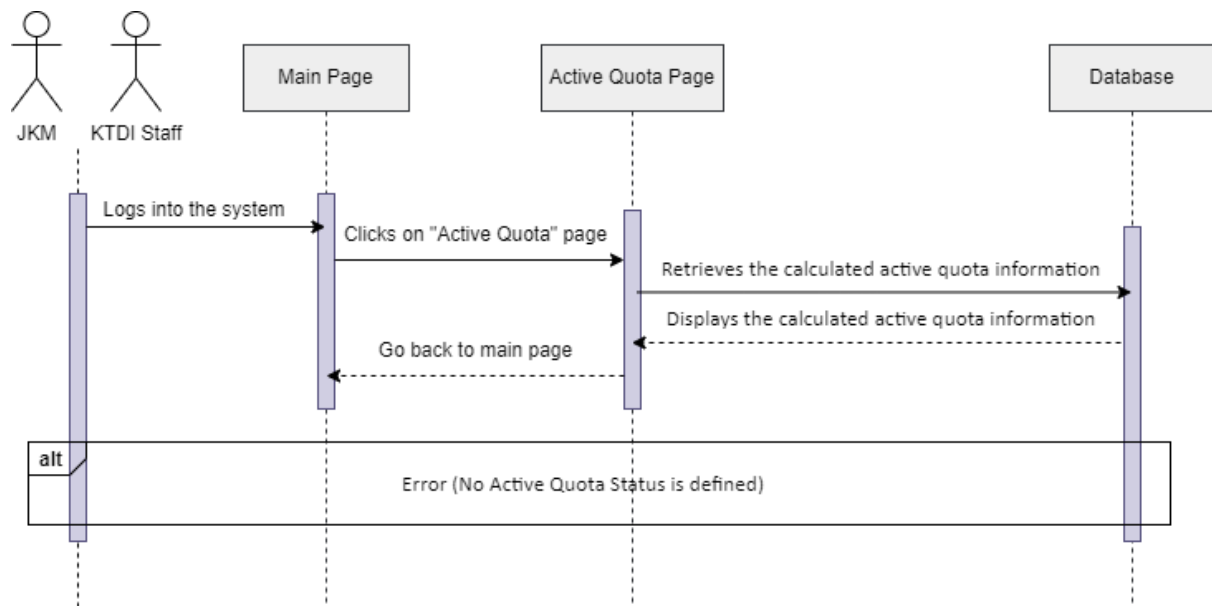 Main Page
Active Quota Page
Database
JKM
KTDI Staff
Logs into the system
Clicks on "Active Quota" page
Retrieves the calculated active quota information
Displays the calculated active quota information
Go back to main page
alt
Error (No Active Quota Status is defined)